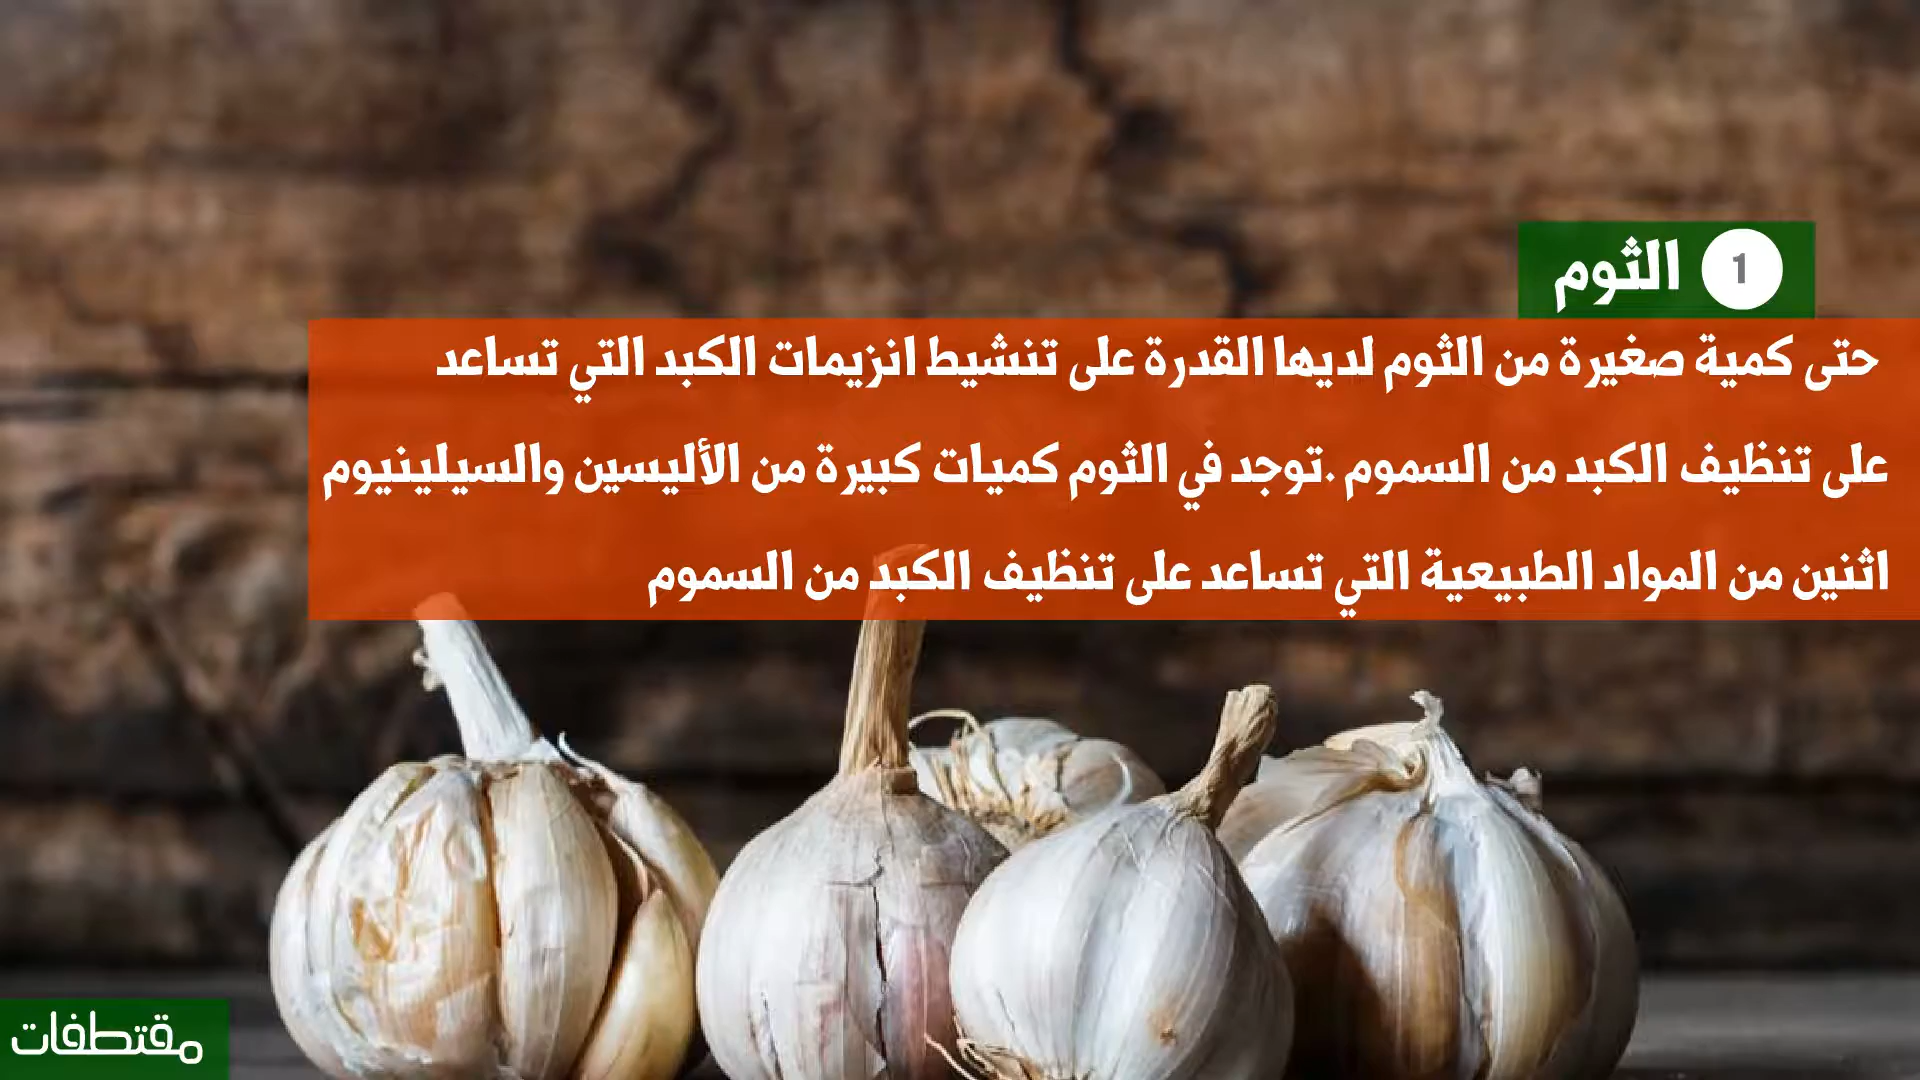 1 الثوم
حتى كمية صغيرة من الثوم لديها القدرة على تنشيط انزيمات الكبد التي تساعد
على تنظيف الكبد من السموم .توجد في الثوم كميات كبيرة من الأليسين والسيلينيوم
اثنين من المواد الطبيعية التي تساعد على تنظيف الكبد من السموم
مقتطفات